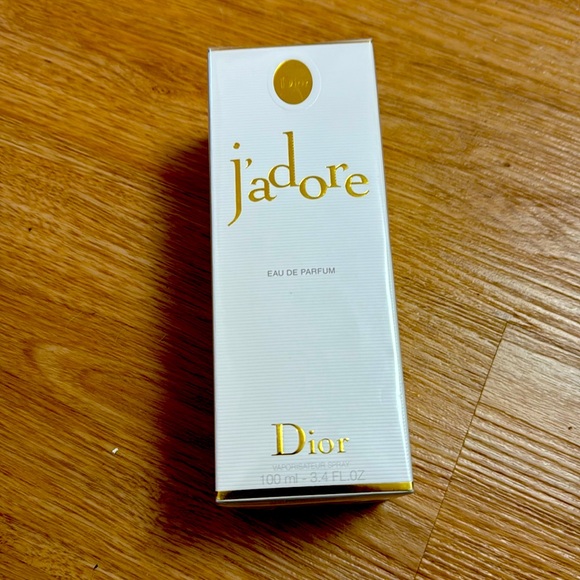 Dior
j'adore
EAU DE PARFUM
Dior
VAPORISATEUR SPRAY
100 ml - 3.4 FL.OZ